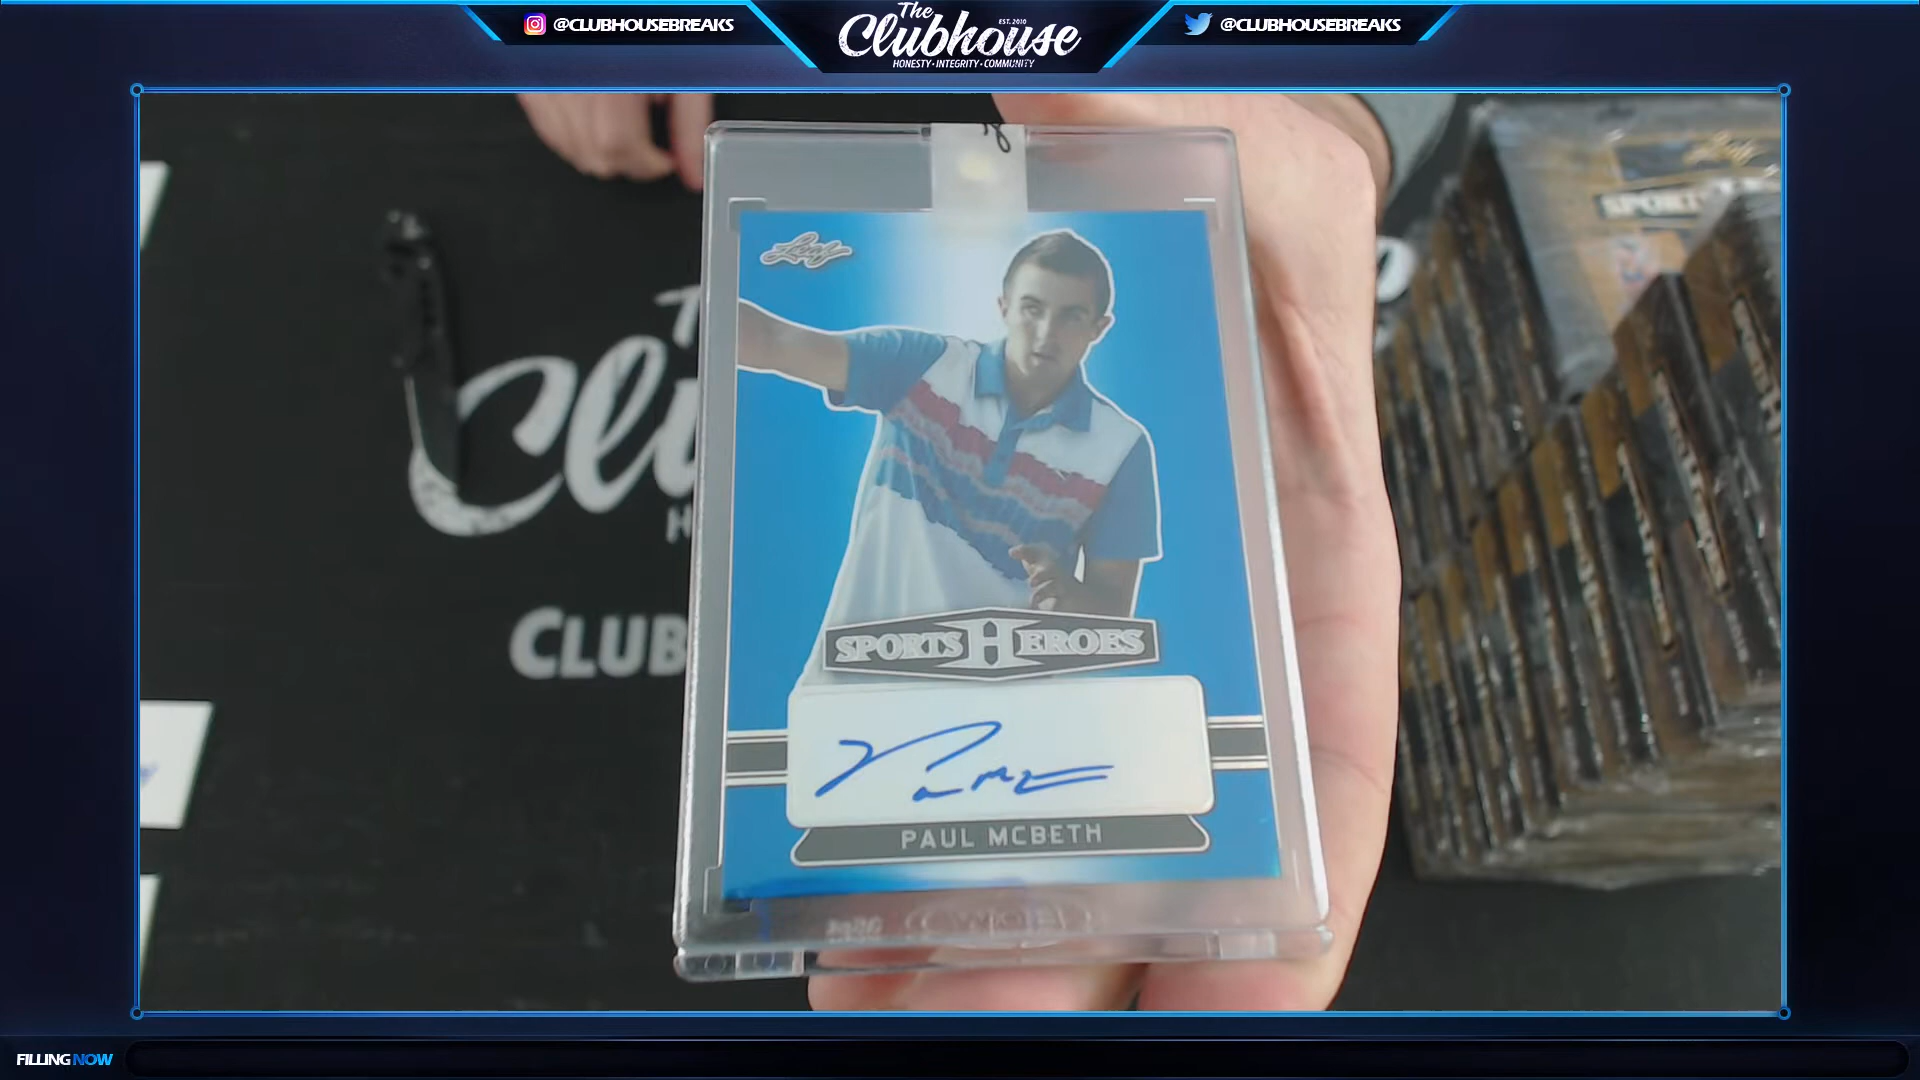 @CLUBHOUSEBREAKS
The
EST. 2010
Clubhouse
HONESTY • INTEGRITY • COMMUNITY
@CLUBHOUSEBREAKS
Leaf
SPORTS HEROES
PAUL MCBETH
CLUB
FILLING NOW